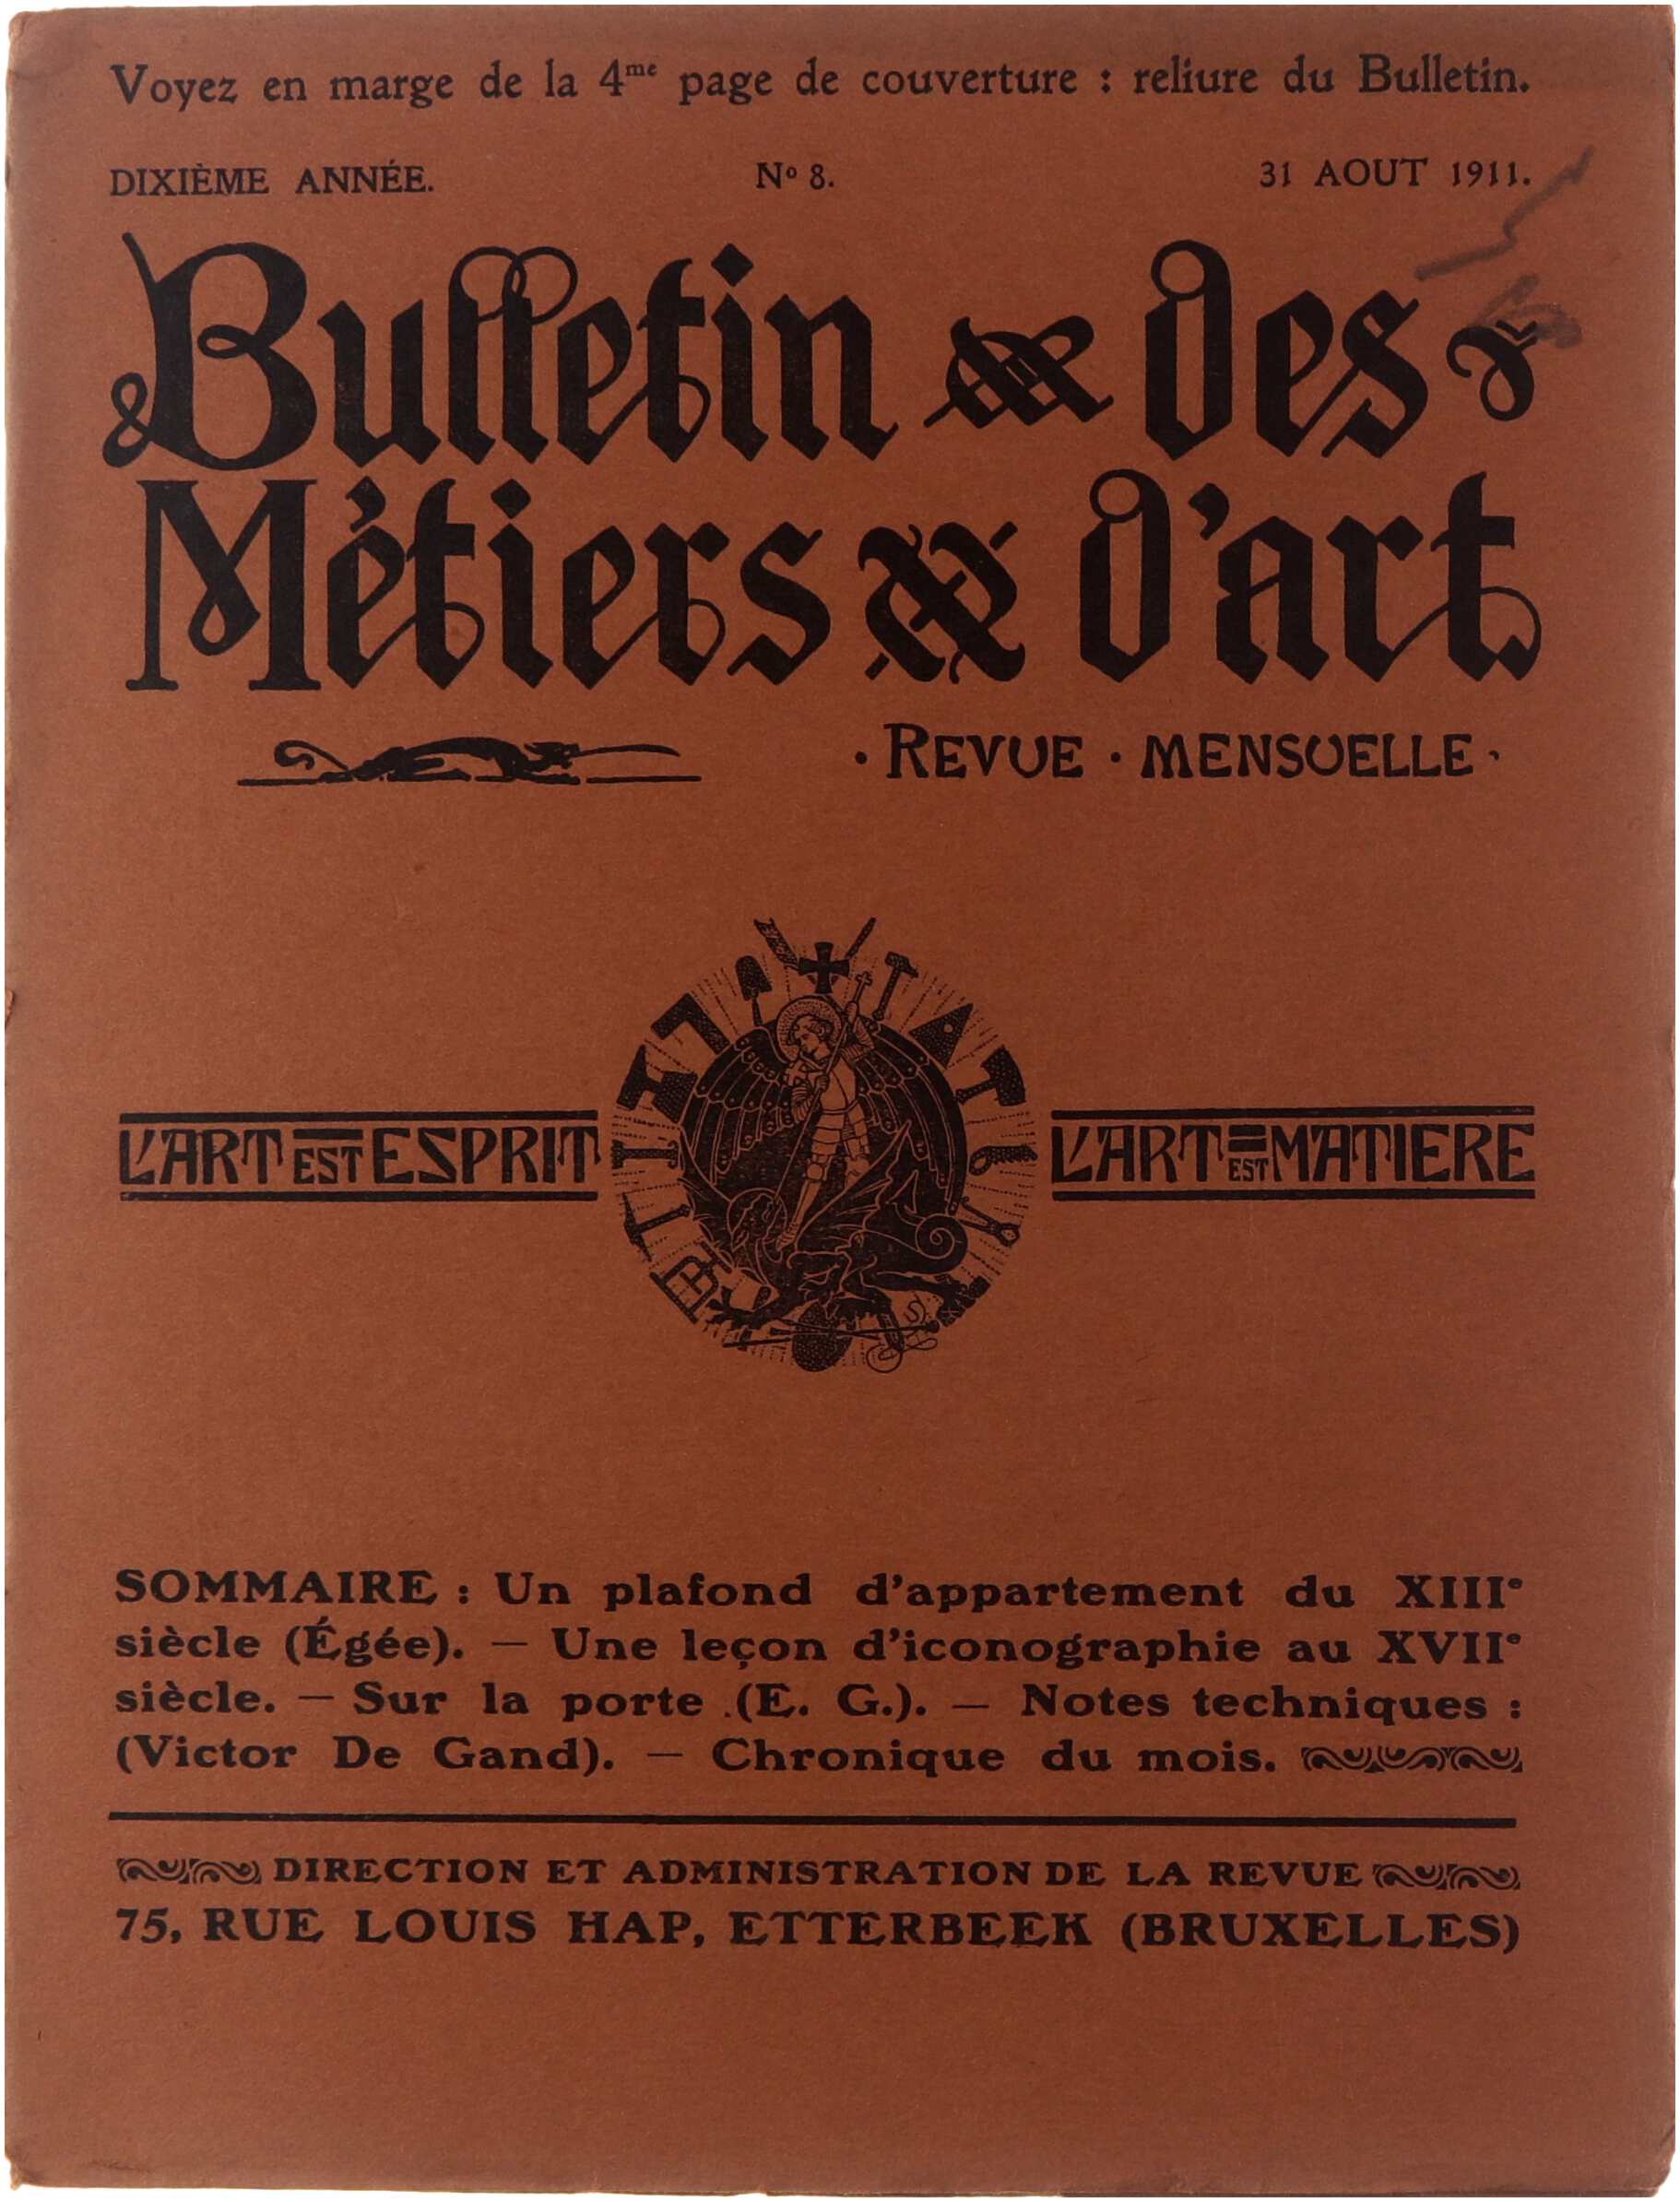 Voyez en marge de la 4me page de couverture : reliure du Bulletin.
DIXIÈME ANNÉE. Nº 8. 31 AOUT 1911.
Bulletin des
Métiers d'art
· REVUE · MENSUELLE ·
L'ART EST ESPRIT L'ART EST MATIERE
SOMMAIRE : Un plafond d'appartement du XIIIe
siècle (Égée). — Une leçon d'iconographie au XVIIe
siècle. — Sur la porte (E. G.). — Notes techniques :
(Victor De Gand). — Chronique du mois.
DIRECTION ET ADMINISTRATION DE LA REVUE
75, RUE LOUIS HAP, ETTERBEEK (BRUXELLES)